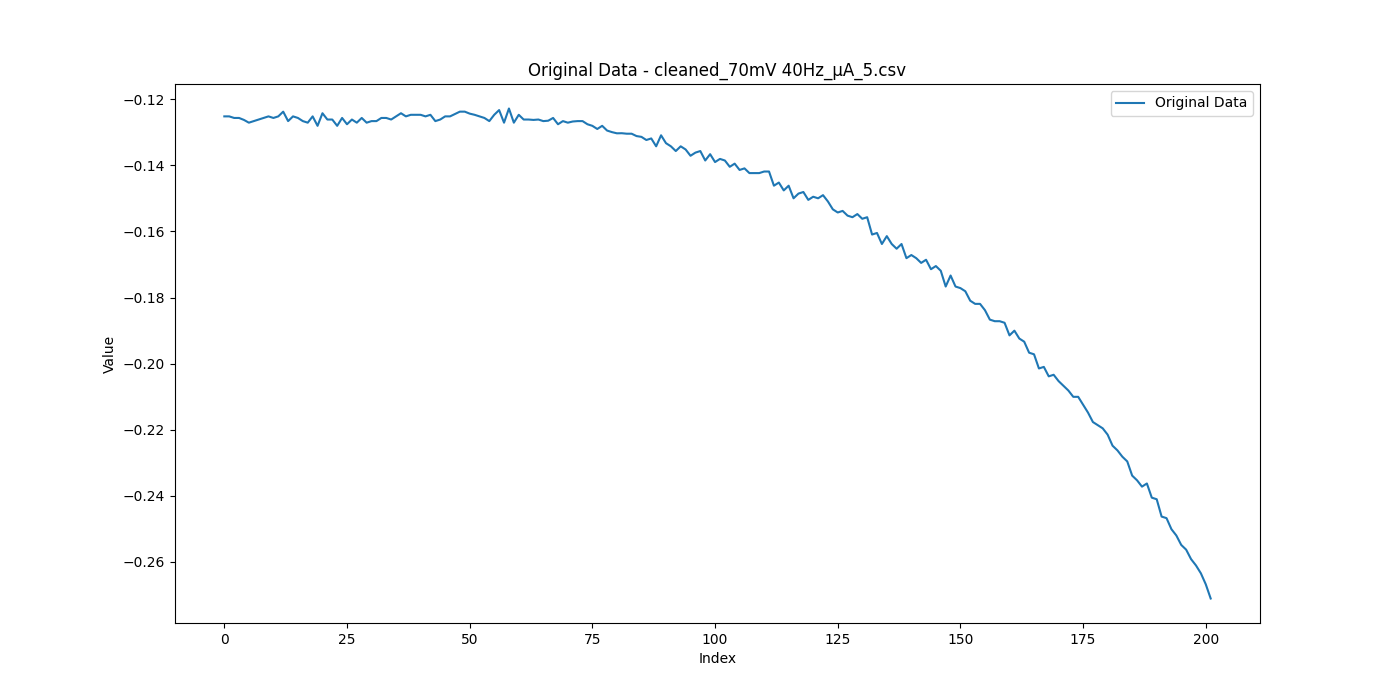 Original Data - cleaned_70mV 40Hz_μA_5.csv
Original Data
Value
−0.12
−0.14
−0.16
−0.18
−0.20
−0.22
−0.24
−0.26
0 25 50 75 100 125 150 175 200
Index